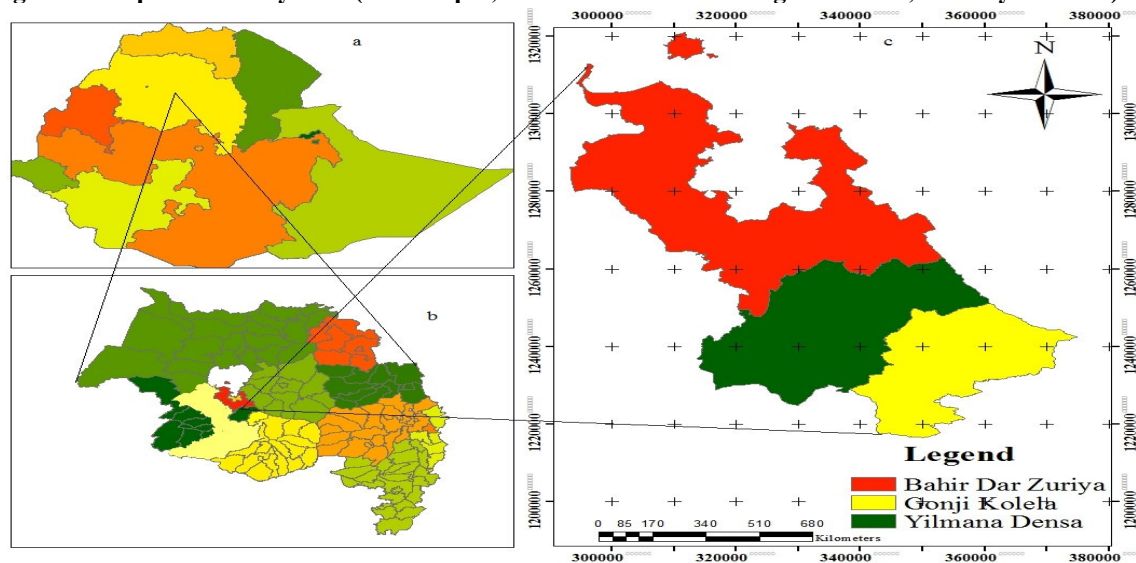 a
b
c
N
300000 320000 340000 360000 380000
1320000
1300000
1280000
1260000
1240000
1220000
1200000
1320000
1300000
1280000
1260000
1240000
1220000
1200000
Legend
Bahir Dar Zuriya
Gonji Kolela
Yilmana Densa
0 85 170 340 510 680
Kilometers
300000 320000 340000 360000 380000